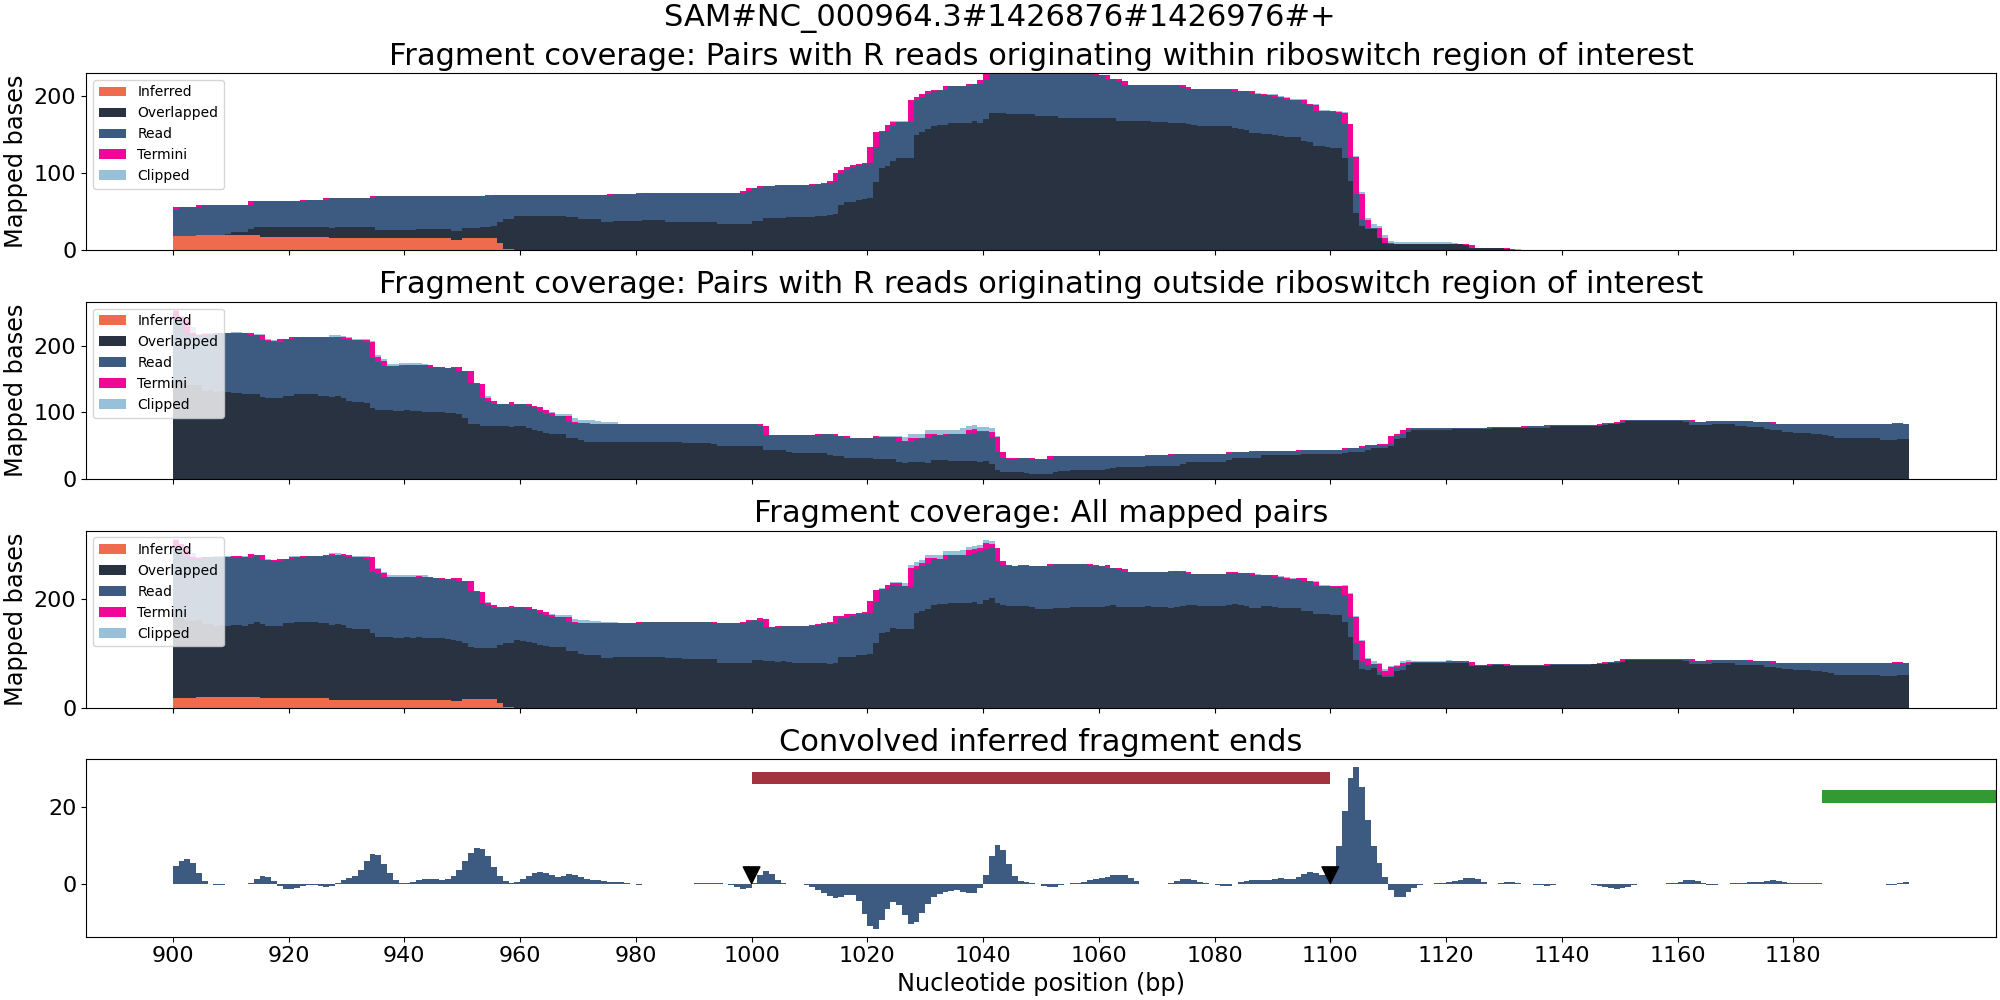 SAM#NC_000964.3#1426876#1426976#+
Fragment coverage: Pairs with R reads originating within riboswitch region of interest
Mapped bases
200
100
0
Inferred
Overlapped
Read
Termini
Clipped
Fragment coverage: Pairs with R reads originating outside riboswitch region of interest
Mapped bases
200
100
0
Inferred
Overlapped
Read
Termini
Clipped
Fragment coverage: All mapped pairs
Mapped bases
200
0
Inferred
Overlapped
Read
Termini
Clipped
Convolved inferred fragment ends
20
0
900 920 940 960 980 1000 1020 1040 1060 1080 1100 1120 1140 1160 1180
Nucleotide position (bp)